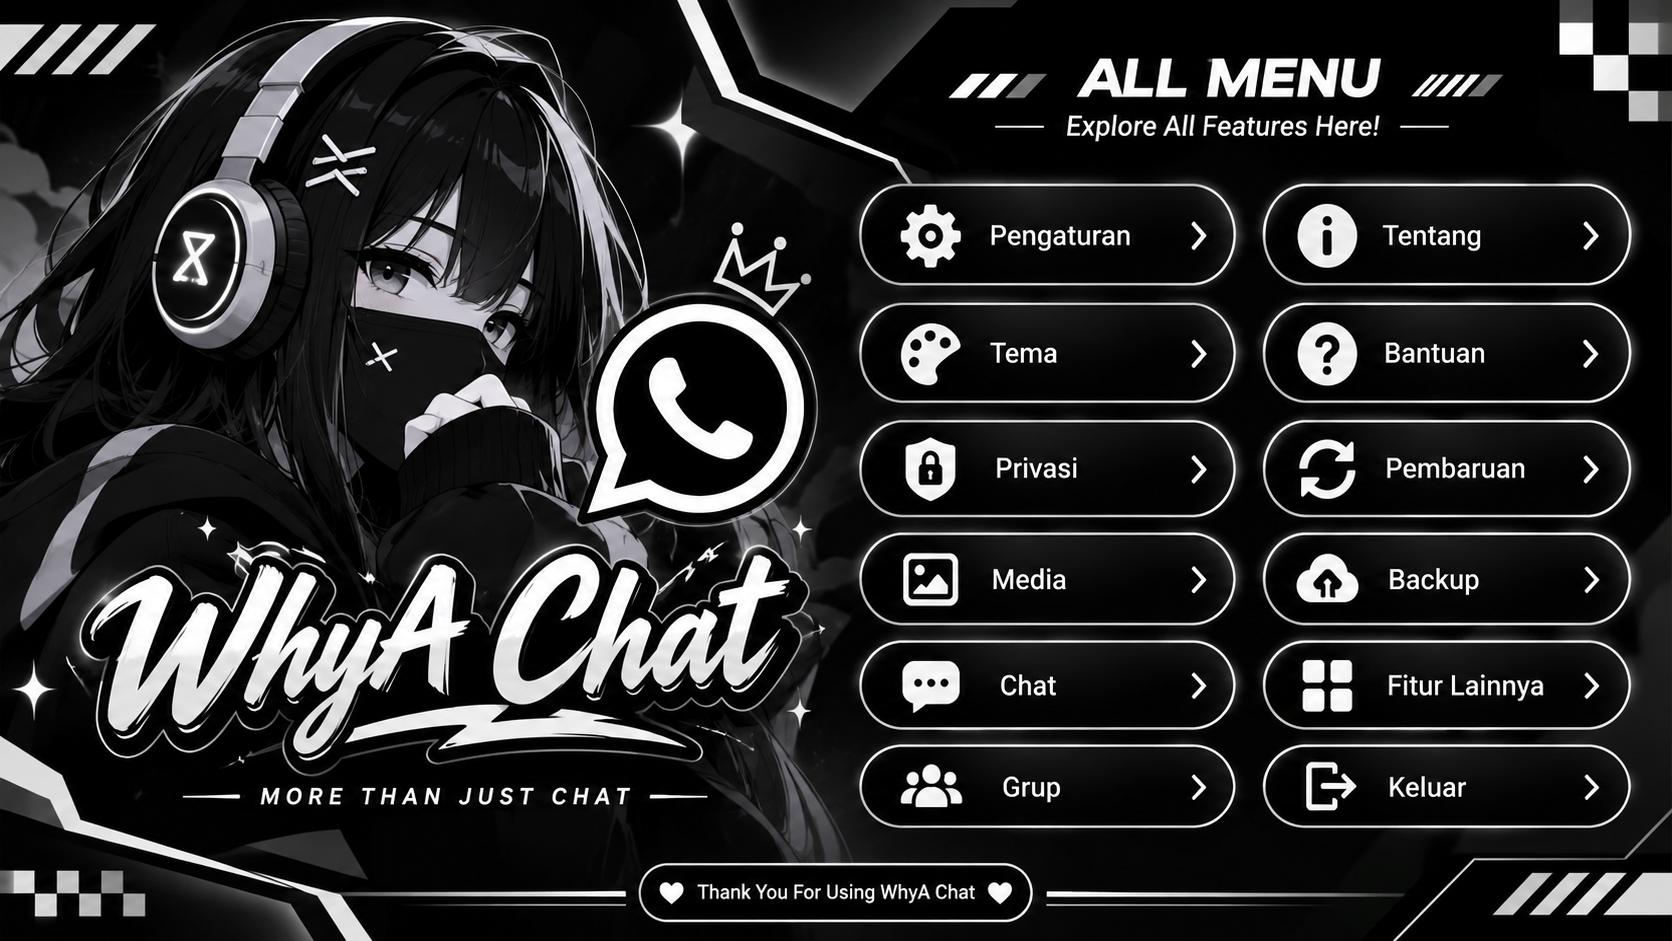 ALL MENU
Explore All Features Here!
Pengaturan
Tentang
Tema
Bantuan
Privasi
Pembaruan
Media
Backup
Chat
Fitur Lainnya
Grup
Keluar
WhyA Chat
MORE THAN JUST CHAT
Thank You For Using WhyA Chat